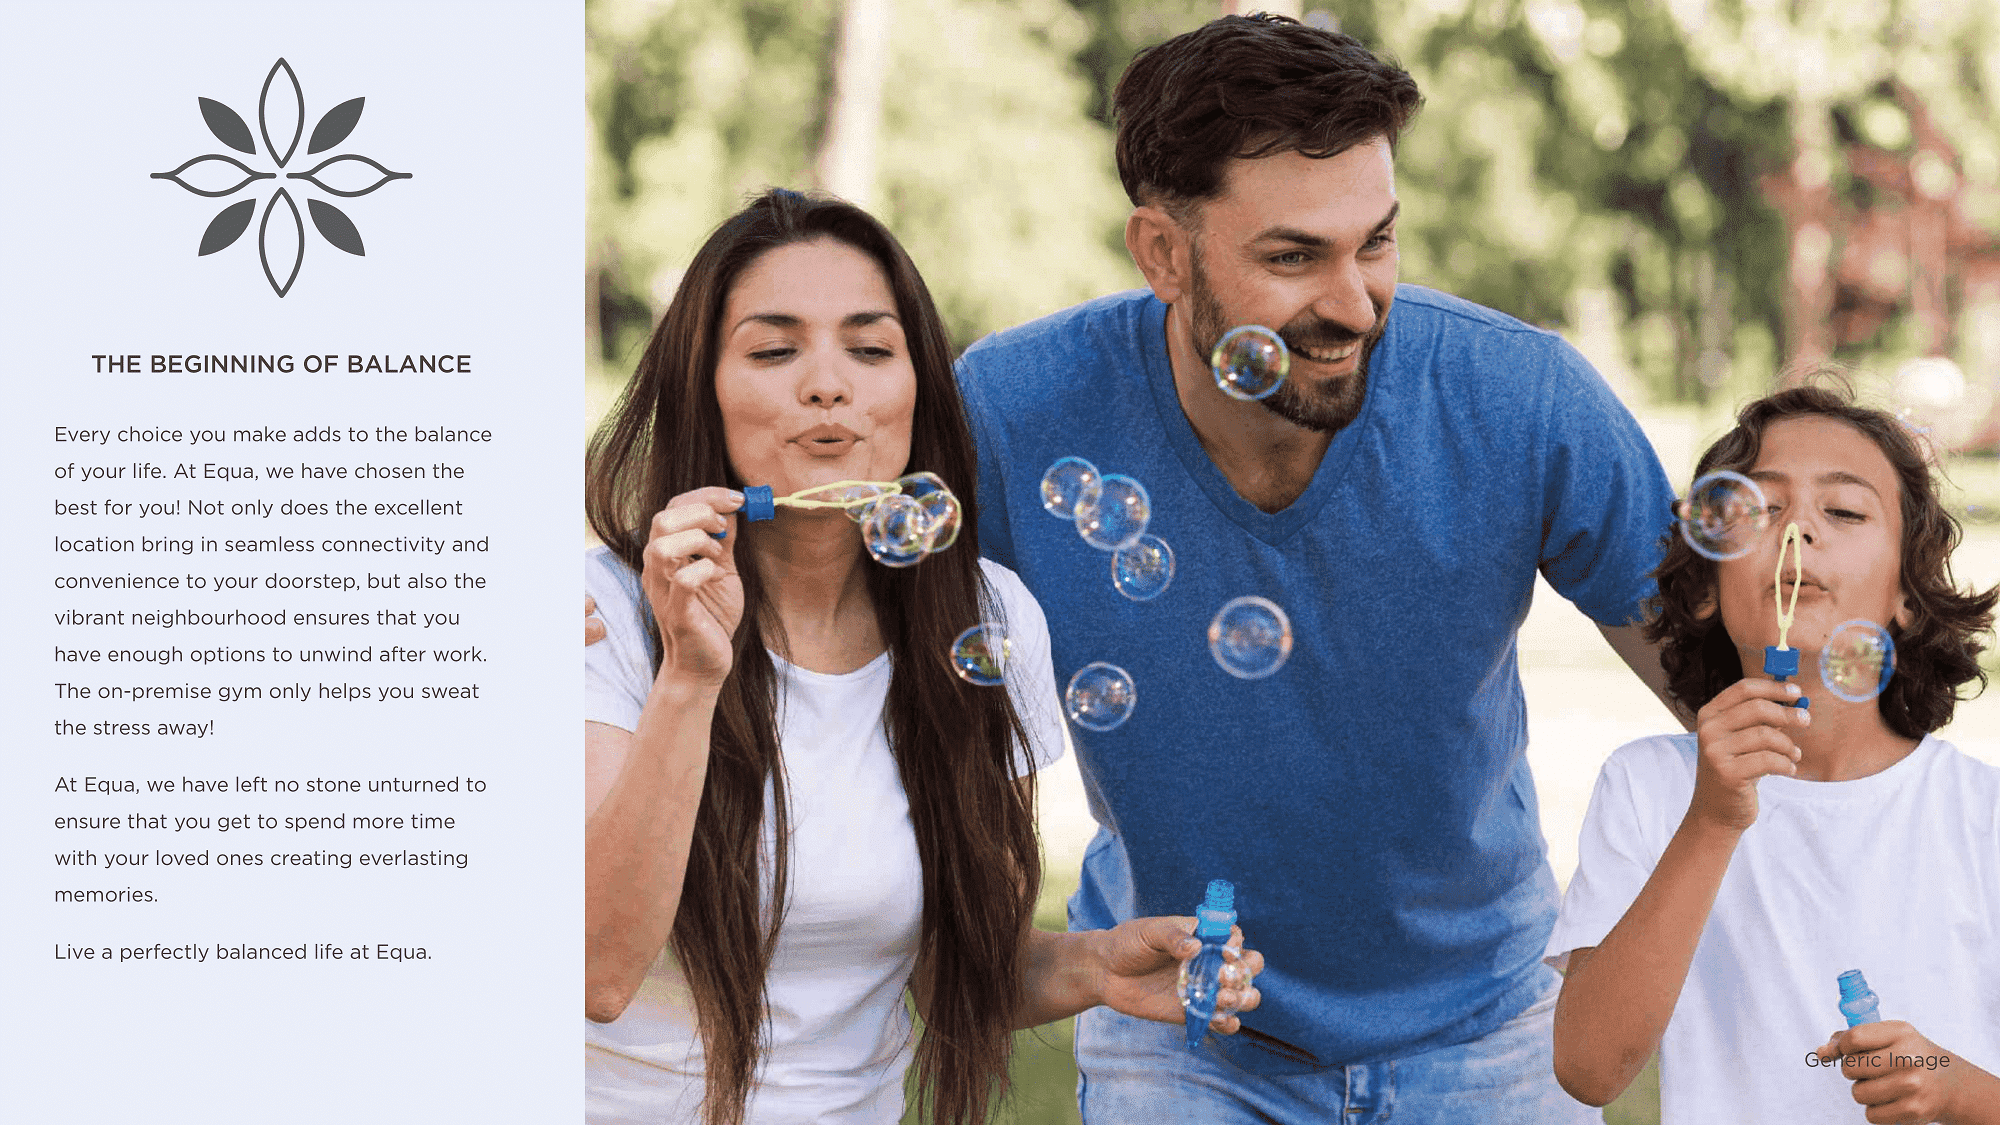 THE BEGINNING OF BALANCE
Every choice you make adds to the balance
of your life. At Equa, we have chosen the
best for you! Not only does the excellent
location bring in seamless connectivity and
convenience to your doorstep, but also the
vibrant neighbourhood ensures that you
have enough options to unwind after work.
The on-premise gym only helps you sweat
the stress away!
At Equa, we have left no stone unturned to
ensure that you get to spend more time
with your loved ones creating everlasting
memories.
Live a perfectly balanced life at Equa.
Generic Image